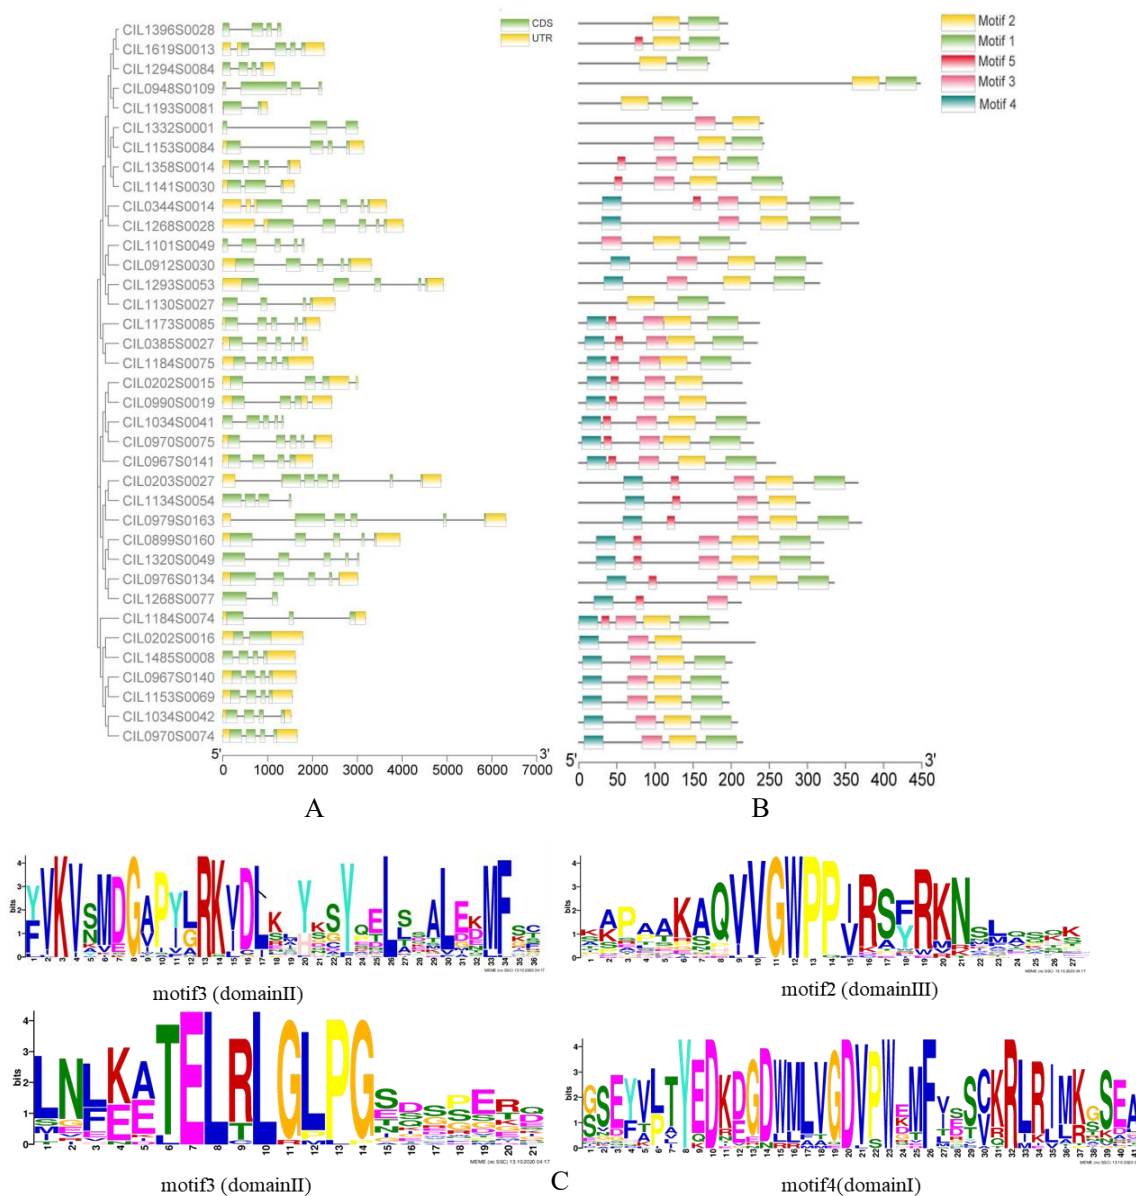 CIL1396S0028
CIL1619S0013
CIL1294S0084
CIL0948S0109
CIL1193S0081
CIL1332S0001
CIL1153S0084
CIL1358S0014
CIL1141S0030
CIL0344S0014
CIL1268S0028
CIL1101S0049
CIL0912S0030
CIL1293S0053
CIL1130S0027
CIL1173S0085
CIL0385S0027
CIL1184S0075
CIL0202S0015
CIL0990S0019
CIL1034S0041
CIL0970S0075
CIL0967S0141
CIL0203S0027
CIL1134S0054
CIL0979S0163
CIL0899S0160
CIL1320S0049
CIL0976S0134
CIL1268S0077
CIL1184S0074
CIL0202S0016
CIL1485S0008
CIL0967S0140
CIL1153S0069
CIL1034S0042
CIL0970S0074
CDS
UTR
5' 3'
0 1000 2000 3000 4000 5000 6000 7000
A
Motif 2
Motif 1
Motif 5
Motif 3
Motif 4
5' 3'
0 50 100 150 200 250 300 350 400 450
B
motif3 (domainII)
motif2 (domainIII)
motif3 (domainII)
C
motif4(domainI)